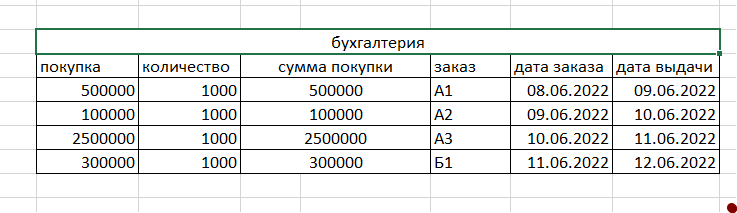 бухгалтерия
покупка количество сумма покупки заказ дата заказа дата выдачи
500000 1000 500000 А1 08.06.2022 09.06.2022
100000 1000 100000 А2 09.06.2022 10.06.2022
2500000 1000 2500000 А3 10.06.2022 11.06.2022
300000 1000 300000 Б1 11.06.2022 12.06.2022